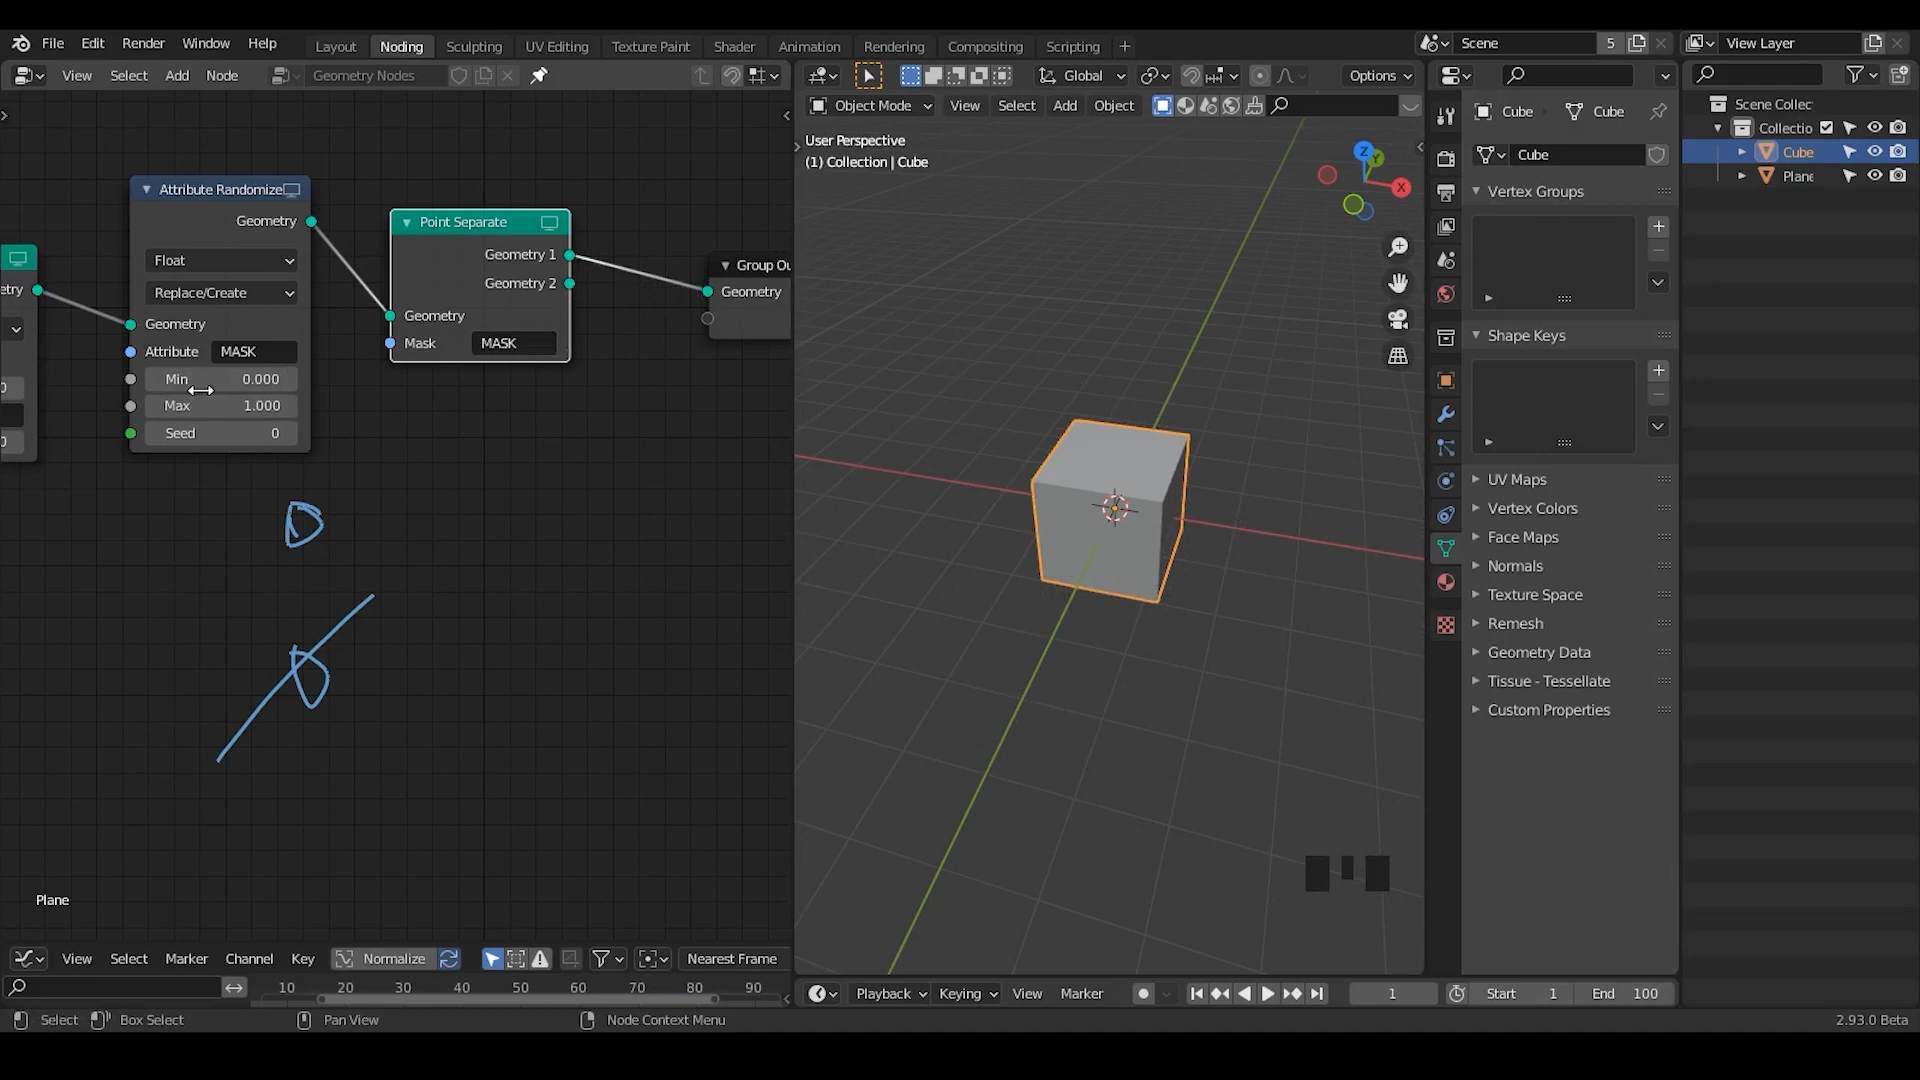 File Edit Render Window Help Layout Noding Sculpting UV Editing Texture Paint Shader Animation Rendering Compositing Scripting + Scene 5 View Layer
View Select Add Node Geometry Nodes Global Options
Object Mode View Select Add Object Cube Cube
User Perspective
(1) Collection | Cube
Cube
Scene Collec
Collectio
Cube
Plane
Vertex Groups
Shape Keys
UV Maps
Vertex Colors
Face Maps
Normals
Texture Space
Remesh
Geometry Data
Tissue - Tessellate
Custom Properties
Z
Y
X
etry
0
0
Attribute Randomize
Geometry
Float
Replace/Create
Geometry
Attribute MASK
Min 0.000
Max 1.000
Seed 0
Point Separate
Geometry 1
Geometry 2
Geometry
Mask MASK
Group Ou
Geometry
Plane
View Select Marker Channel Key Normalize Nearest Frame
10 20 30 40 50 60 70 80 90
Playback Keying View Marker 1 Start 1 End 100
Select Box Select Pan View Node Context Menu 2.93.0 Beta